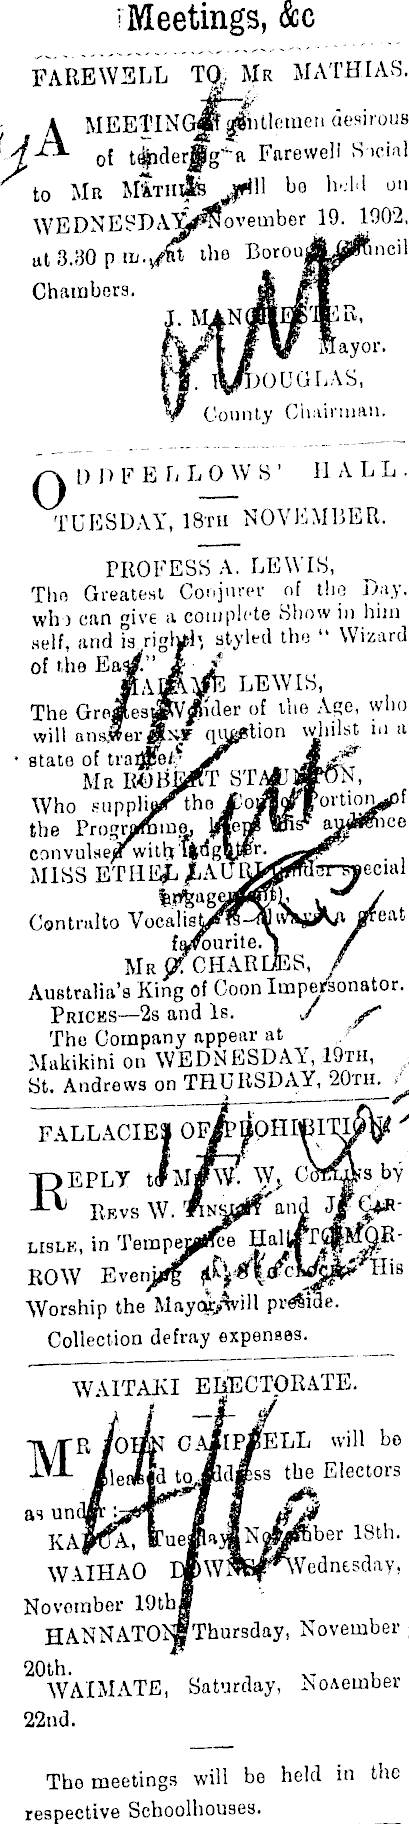 Meetings, &c
FAREWELL TO MR MATHIAS.
A MEETING of gentlemen desirous
of tendering a Farewell Social
to MR MATHIAS will be held on
WEDNESDAY, November 19. 1902,
at 3.30 p m., at the Borough Council
Chambers.
J. MANCHESTER,
Mayor.
DOUGLAS,
County Chairman.
ODDFELLOWS' HALL.
TUESDAY, 18TH NOVEMBER.
PROFESS A. LEWIS,
The Greatest Conjurer of the Day,
who can give a complete Show in him
self, and is rightly styled the " Wizard
of the East."
MADAME LEWIS,
The Greatest Wonder of the Age, who
will answer ANY question whilst in a
state of trance.
MR ROBERT STAUNTON,
Who supplies the Comic Portion of
the Programme, keeps his audience
convulsed with laughter.
MISS ETHEL LAURI (under special
engagement),
Contralto Vocalist, is always a great
favourite.
MR C. CHARLES,
Australia's King of Coon Impersonator.
PRICES—2s and 1s.
The Company appear at
Makikini on WEDNESDAY, 19TH,
St. Andrews on THURSDAY, 20TH.
FALLACIES OF PROHIBITION.
REPLY to Mr W. W. COLLINS by
REVS W. TINSLEY and J. CAR-
LISLE, in Temperance Hall, TO-MOR-
ROW Evening at 8 o'clock. His
Worship the Mayor will preside.
Collection defray expenses.
WAITAKI ELECTORATE.
MR JOHN CAMPBELL will be
pleased to address the Electors
as under :—
KAPUA, Tuesday, November 18th.
WAIHAO DOWNS, Wednesday,
November 19th.
HANNATON, Thursday, November
20th.
WAIMATE, Saturday, November
22nd.
The meetings will be held in the
respective Schoolhouses.